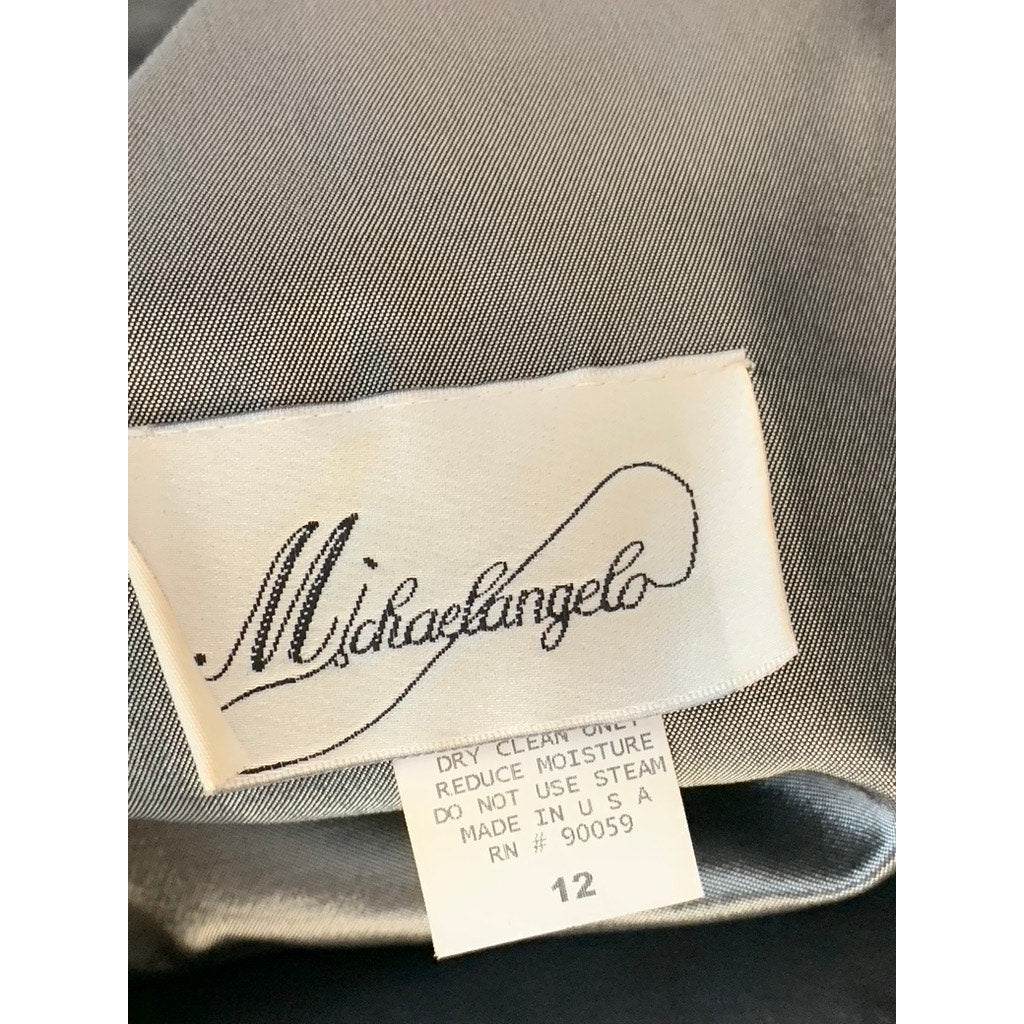 Michaelangelo
DRY CLEAN ONLY
REDUCE MOISTURE
DO NOT USE STEAM
MADE IN U S A
RN # 90059
12